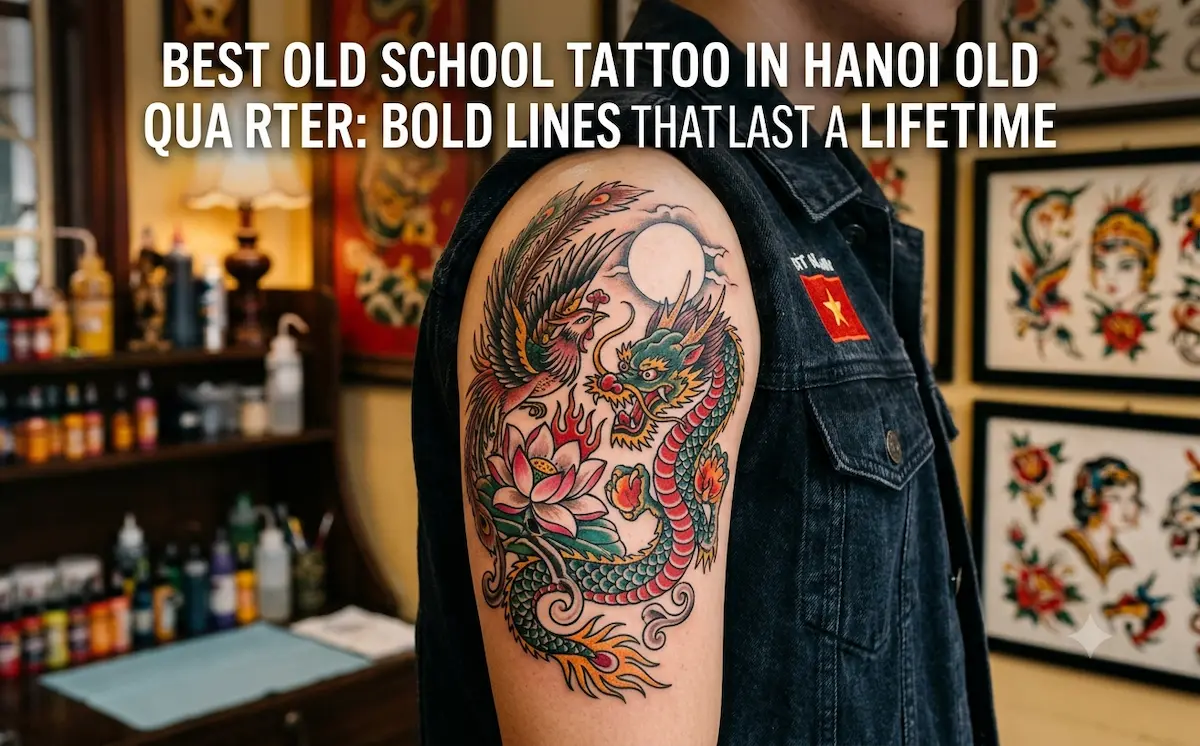 BEST OLD SCHOOL TATTOO IN HANOI OLD
QUA RTER: BOLD LINES THAT LAST A LIFETIME